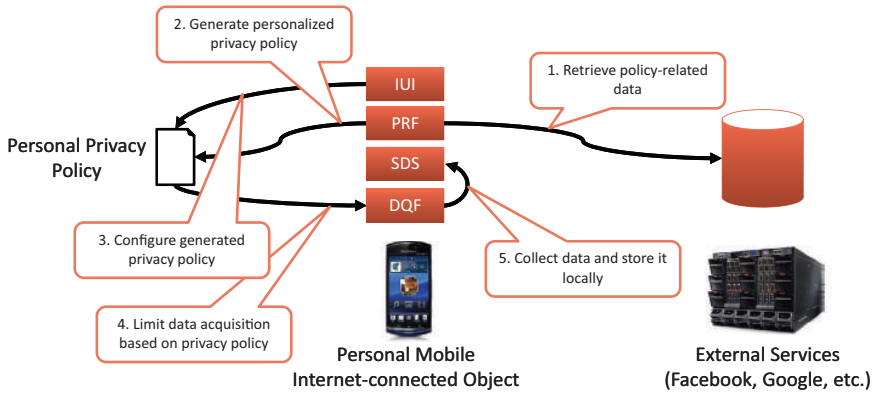 2. Generate personalized
privacy policy
1. Retrieve policy-related
data
IUI
PRF
SDS
DQF
Personal Privacy
Policy
3. Configure generated
privacy policy
5. Collect data and store it
locally
4. Limit data acquisition
based on privacy policy
Personal Mobile
Internet-connected Object
External Services
(Facebook, Google, etc.)